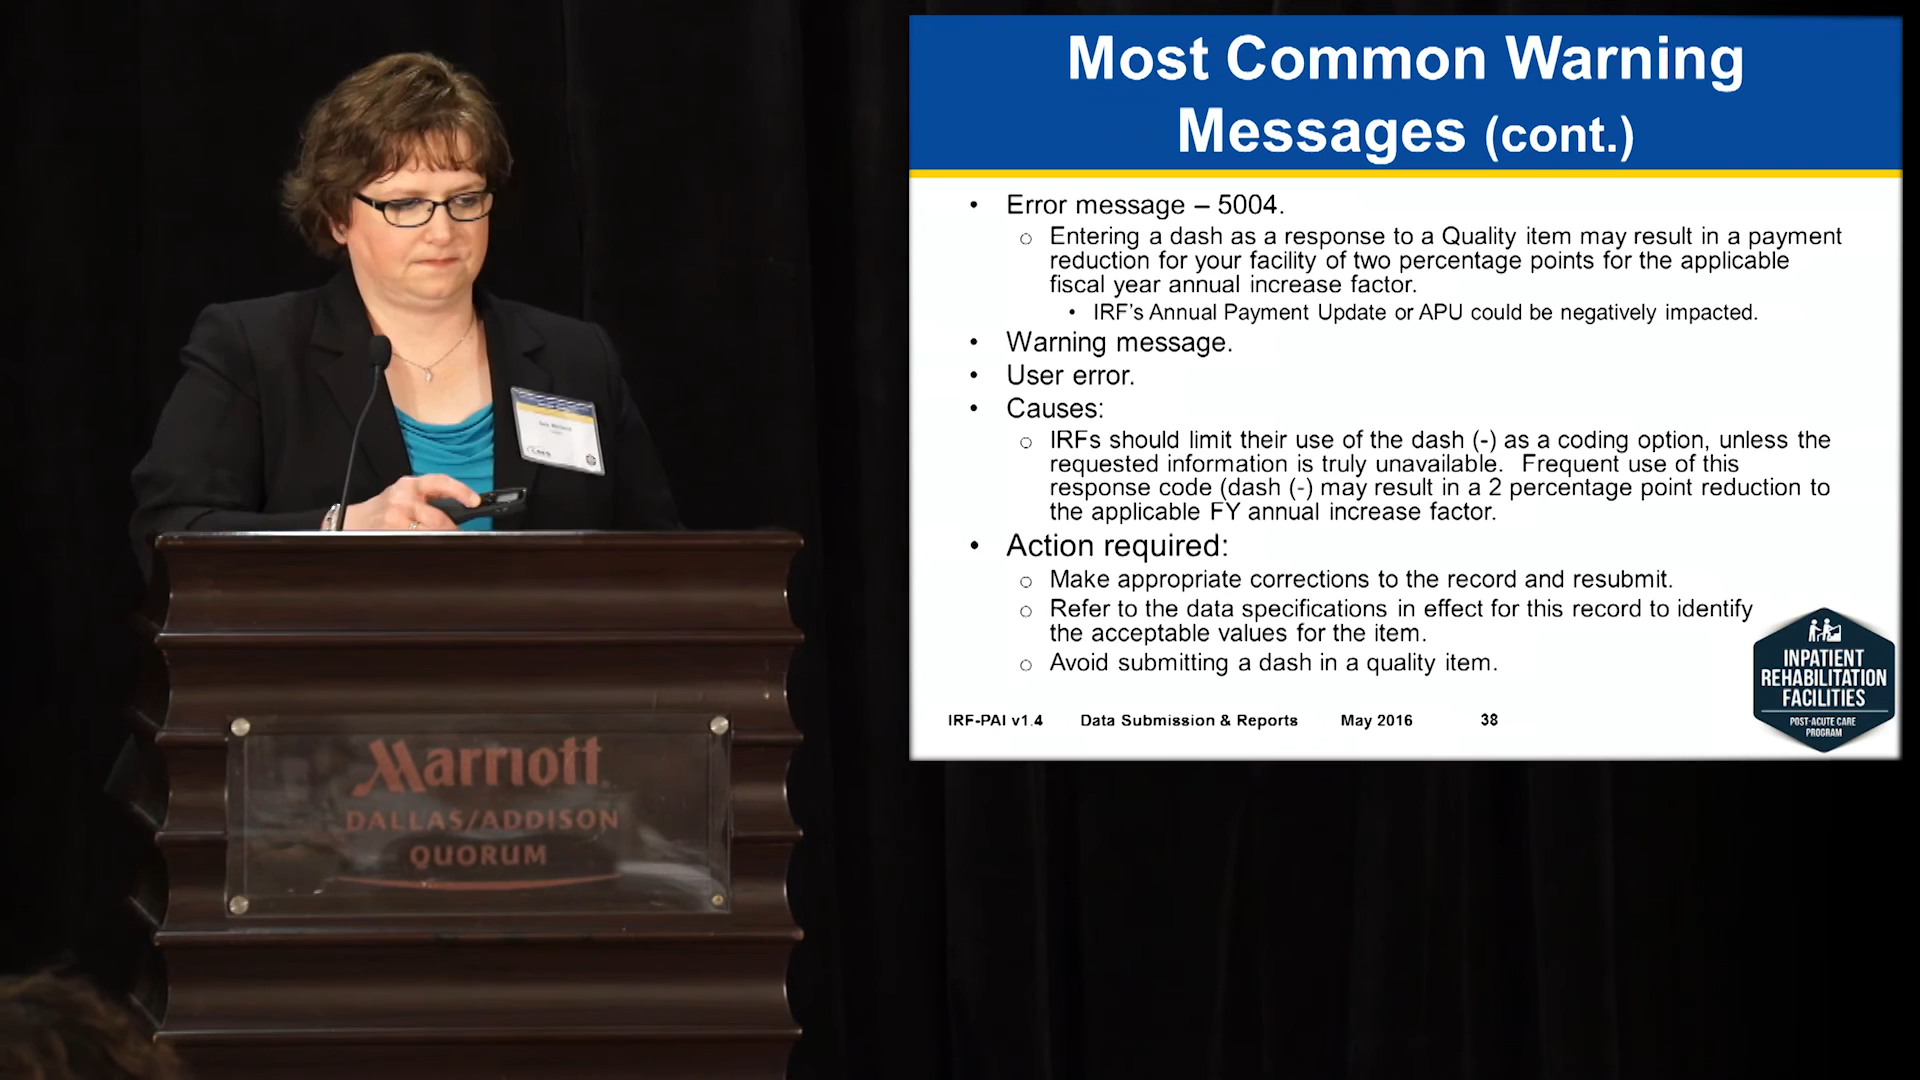 Most Common Warning
Messages (cont.)
• Error message – 5004.
○ Entering a dash as a response to a Quality item may result in a payment
reduction for your facility of two percentage points for the applicable
fiscal year annual increase factor.
• IRF’s Annual Payment Update or APU could be negatively impacted.
• Warning message.
• User error.
• Causes:
○ IRFs should limit their use of the dash (-) as a coding option, unless the
requested information is truly unavailable. Frequent use of this
response code (dash (-) may result in a 2 percentage point reduction to
the applicable FY annual increase factor.
• Action required:
○ Make appropriate corrections to the record and resubmit.
○ Refer to the data specifications in effect for this record to identify
the acceptable values for the item.
○ Avoid submitting a dash in a quality item.
IRF-PAI v1.4 Data Submission & Reports May 2016 38
INPATIENT
REHABILITATION
FACILITIES
POST-ACUTE CARE
PROGRAM
Marriott
DALLAS/ADDISON
QUORUM